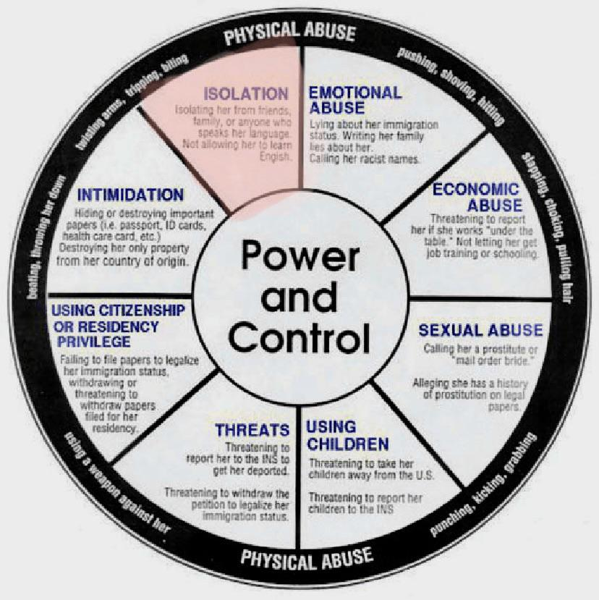 PHYSICAL ABUSE
pushing, shoving, hitting
slapping, choking, pulling hair
punching, kicking, grabbing
PHYSICAL ABUSE
using a weapon against her
beating, throwing her down
twisting arms, tripping, biting
Power
and
Control
ISOLATION
Isolating her from friends,
family, or anyone who
speaks her language.
Not allowing her to learn
Engish.
EMOTIONAL
ABUSE
Lying about her immigration
status. Writing her family
lies about her.
Calling her racist names.
ECONOMIC
ABUSE
Threatening to report
her if she works "under the
table." Not letting her get
job training or schooling.
SEXUAL ABUSE
Calling her a prostitute or
"mail order bride."
Alleging she has a history
of prostitution on legal
papers.
USING
CHILDREN
Threatening to take her
children away from the U.S.
Threatening to report her
children to the INS
THREATS
Threatening to
report her to the INS to
get her deported.
Threatening to withdraw the
petition to legalize her
immigration status.
USING CITIZENSHIP
OR RESIDENCY
PRIVILEGE
Failing to file papers to legalize
her immigration status,
withdrawing or
threatening to
withdraw papers
filed for her
residency.
INTIMIDATION
Hiding or destroying important
papers (i.e. passport, ID cards,
health care card, etc.)
Destroying her only property
from her country of origin.